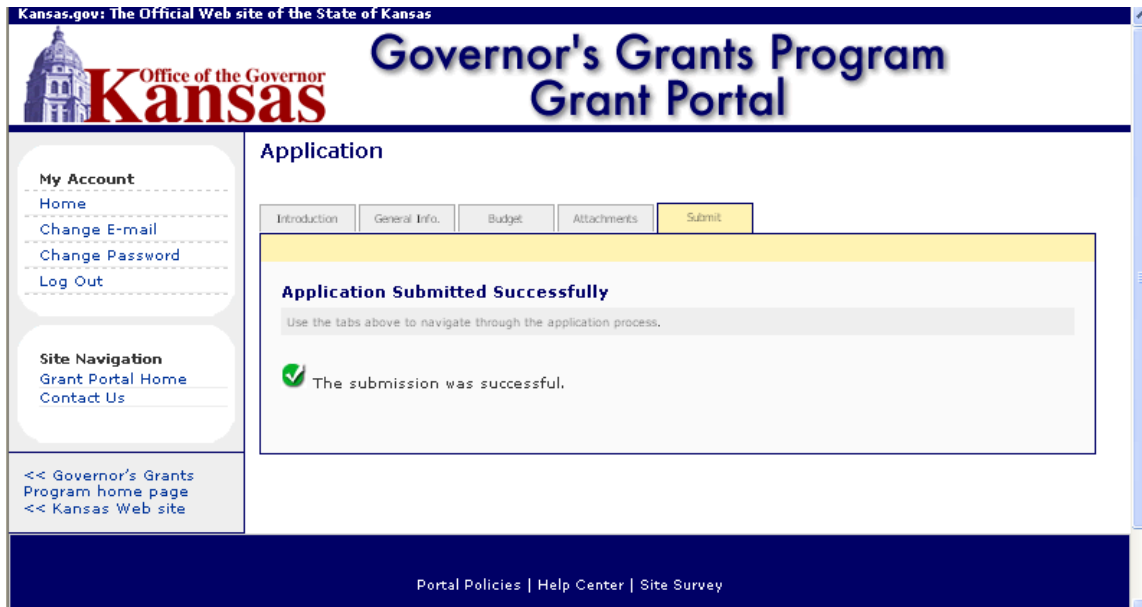 Kansas.gov: The Official Web site of the State of Kansas
Office of the Governor
Kansas
Governor's Grants Program
Grant Portal
My Account
Home
Change E-mail
Change Password
Log Out
Site Navigation
Grant Portal Home
Contact Us
<< Governor's Grants
Program home page
<< Kansas Web site
Application
Introduction General Info. Budget Attachments Submit
Application Submitted Successfully
Use the tabs above to navigate through the application process.
The submission was successful.
Portal Policies | Help Center | Site Survey